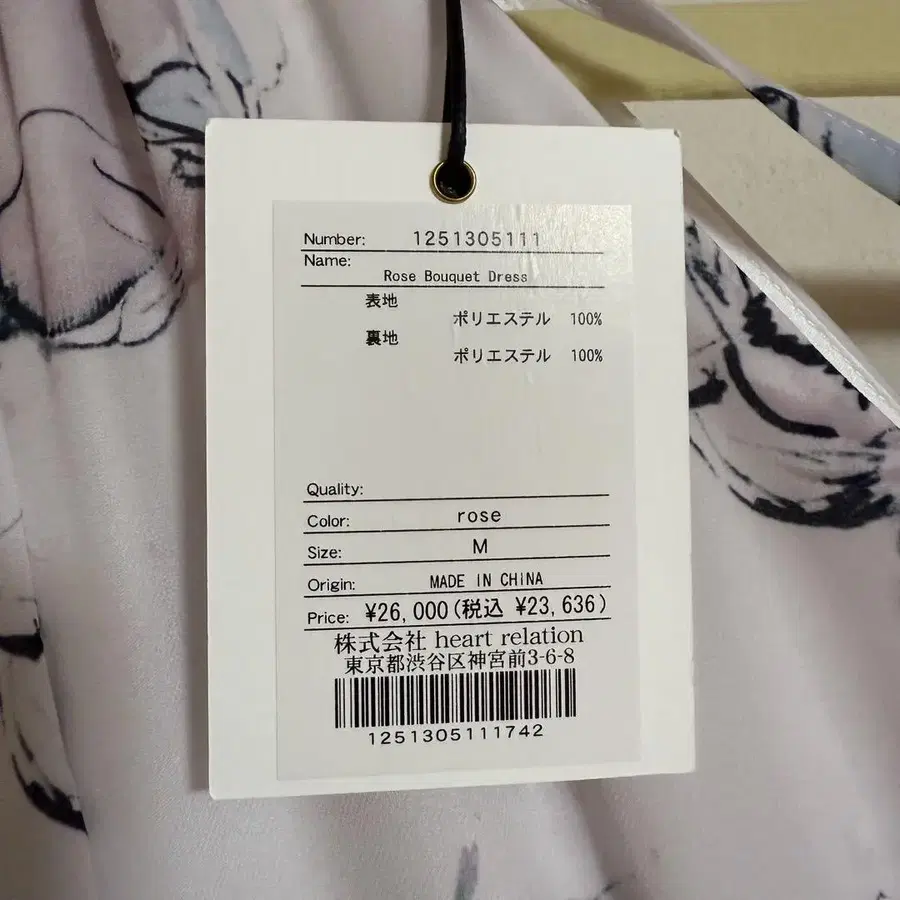 Number: 1251305111
Name:
Rose Bouquet Dress
表地
ポリエステル 100%
裏地
ポリエステル 100%
Quality:
Color: rose
Size: M
Origin: MADE IN CHINA
Price: ¥26,000(税込 ¥23,636)
株式会社 heart relation
東京都渋谷区神宮前3-6-8
1251305111742